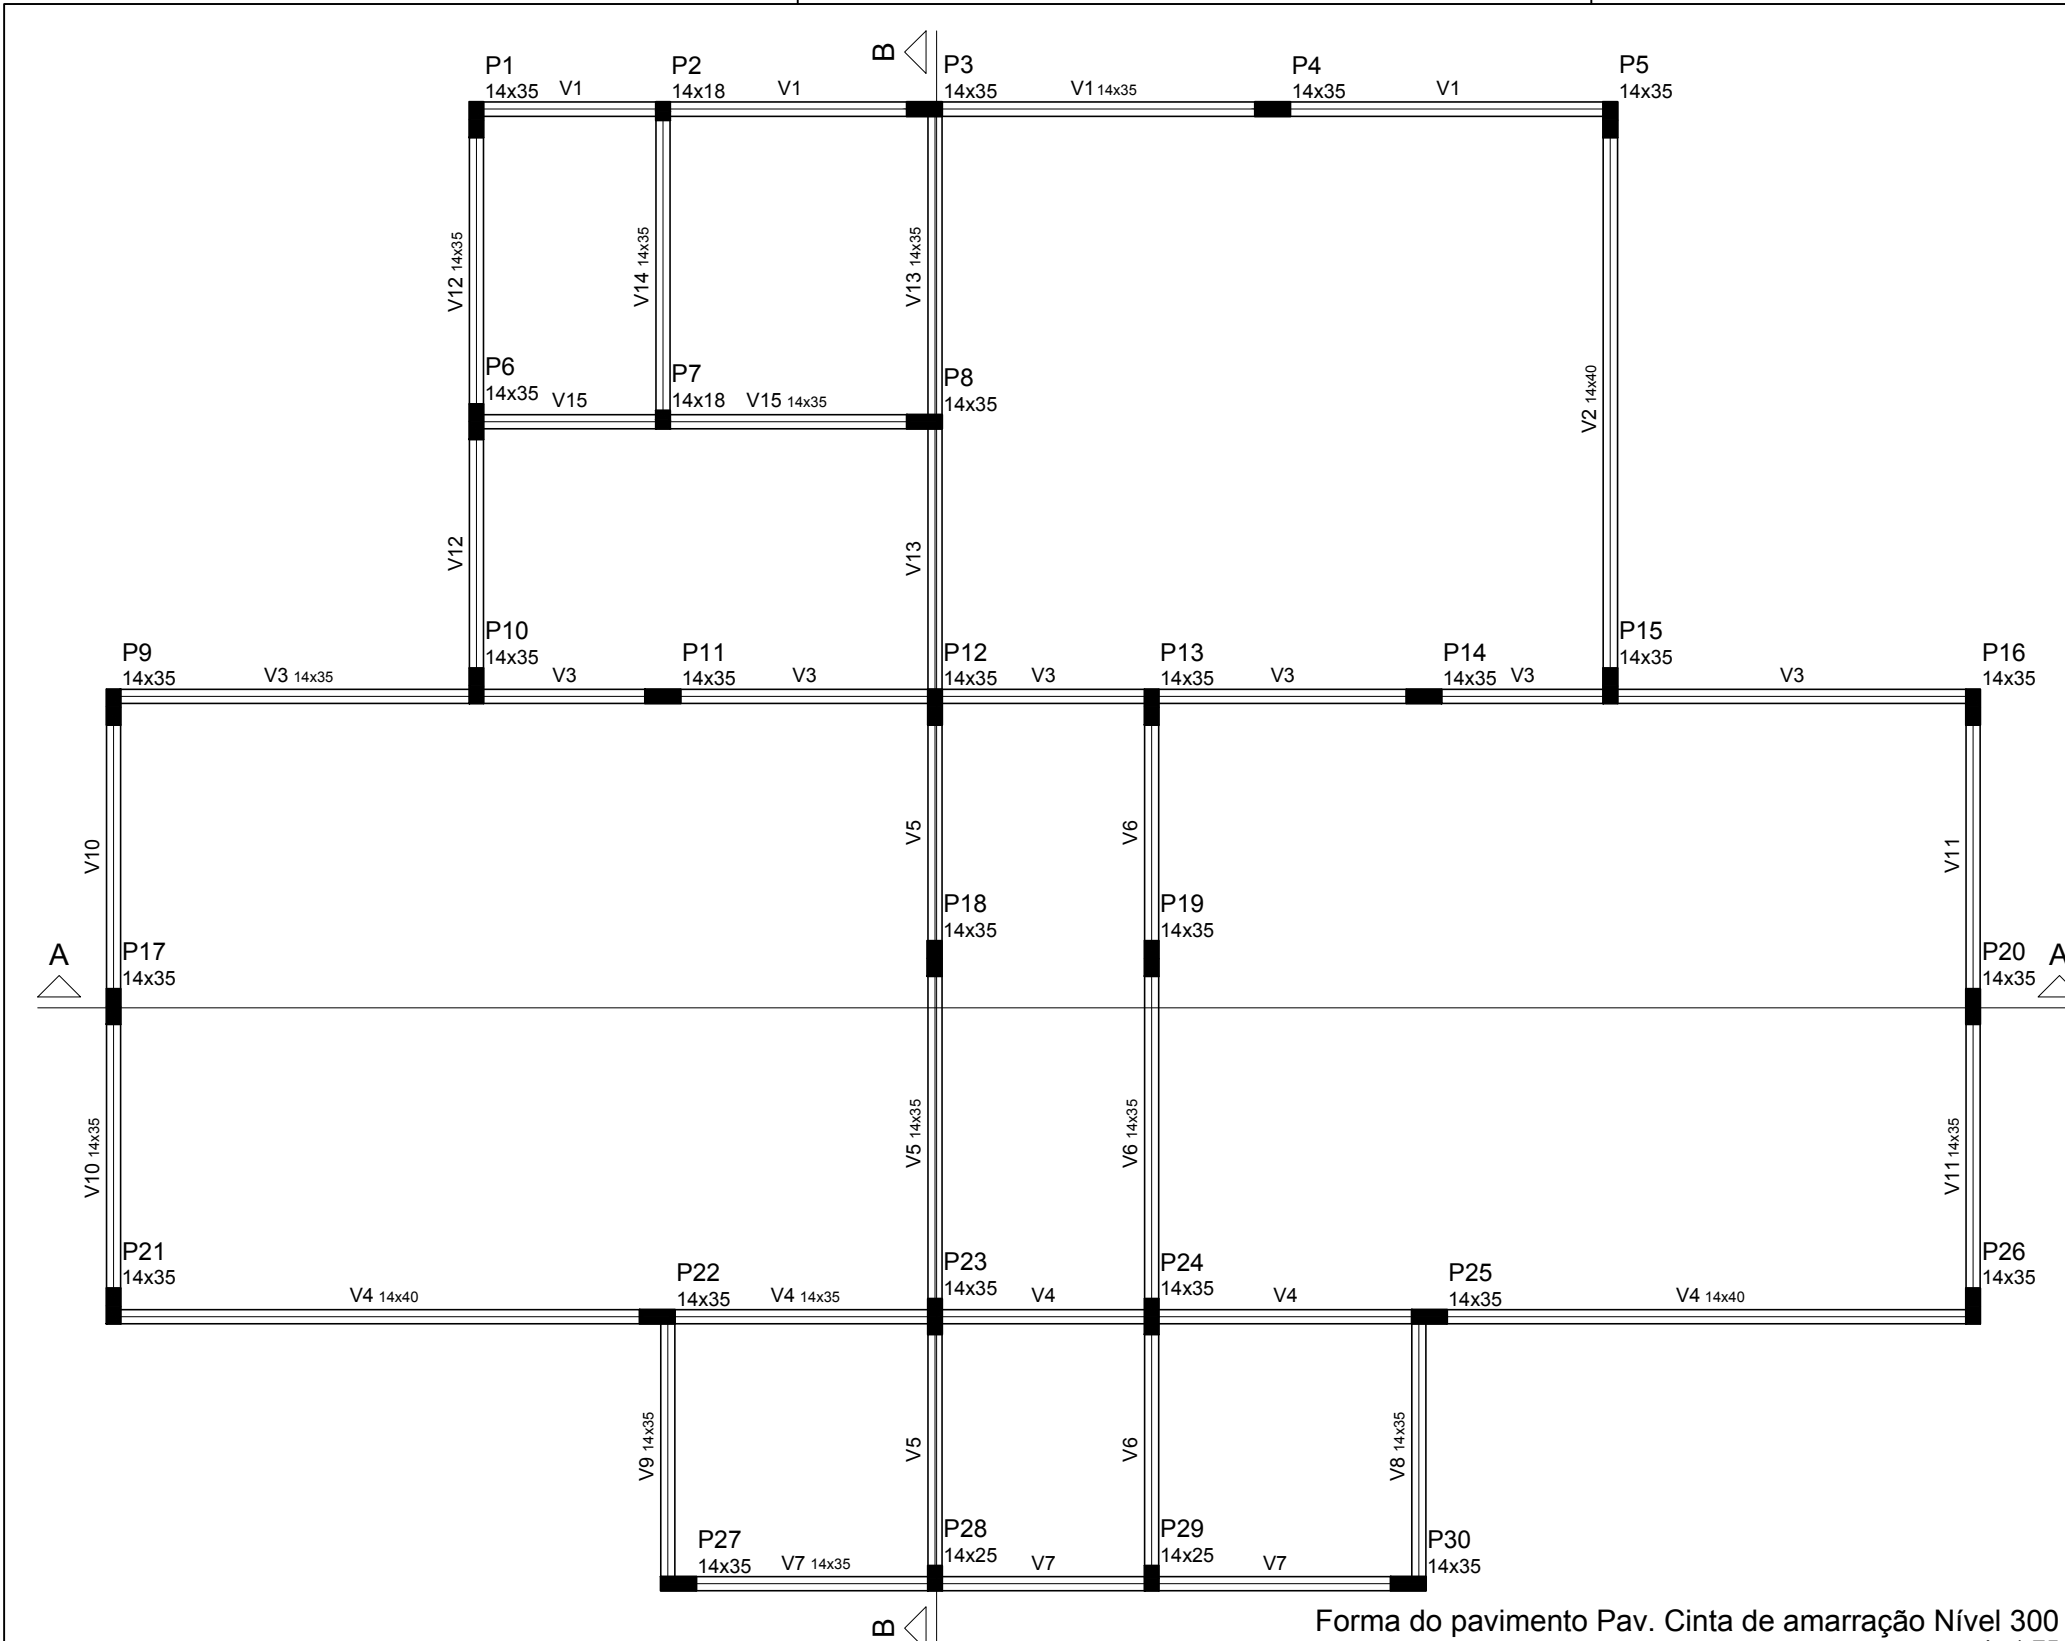 B
P1
14x35
V1
P2
14x18
V1
P3
14x35
V1 14x35
P4
14x35
V1
P5
14x35
V12 14x35
V14 14x35
V13 14x35
V2 14x40
P6
14x35
V15
P7
14x18
V15 14x35
P8
14x35
V12
V13
P9
14x35
V3 14x35
P10
14x35
V3
P11
14x35
V3
P12
14x35
V3
P13
14x35
V3
P14
14x35
V3
P15
14x35
V3
P16
14x35
V10
V5
V6
V11
A
P17
14x35
P18
14x35
P19
14x35
P20
14x35
A
V10 14x35
V5 14x35
V6 14x35
V11 14x35
P21
14x35
V4 14x40
P22
14x35
V4 14x35
P23
14x35
V4
P24
14x35
V4
P25
14x35
V4 14x40
P26
14x35
V9 14x35
V5
V6
V8 14x35
P27
14x35
V7 14x35
P28
14x25
V7
P29
14x25
V7
P30
14x35
B
Forma do pavimento Pav. Cinta de amarração Nível 300